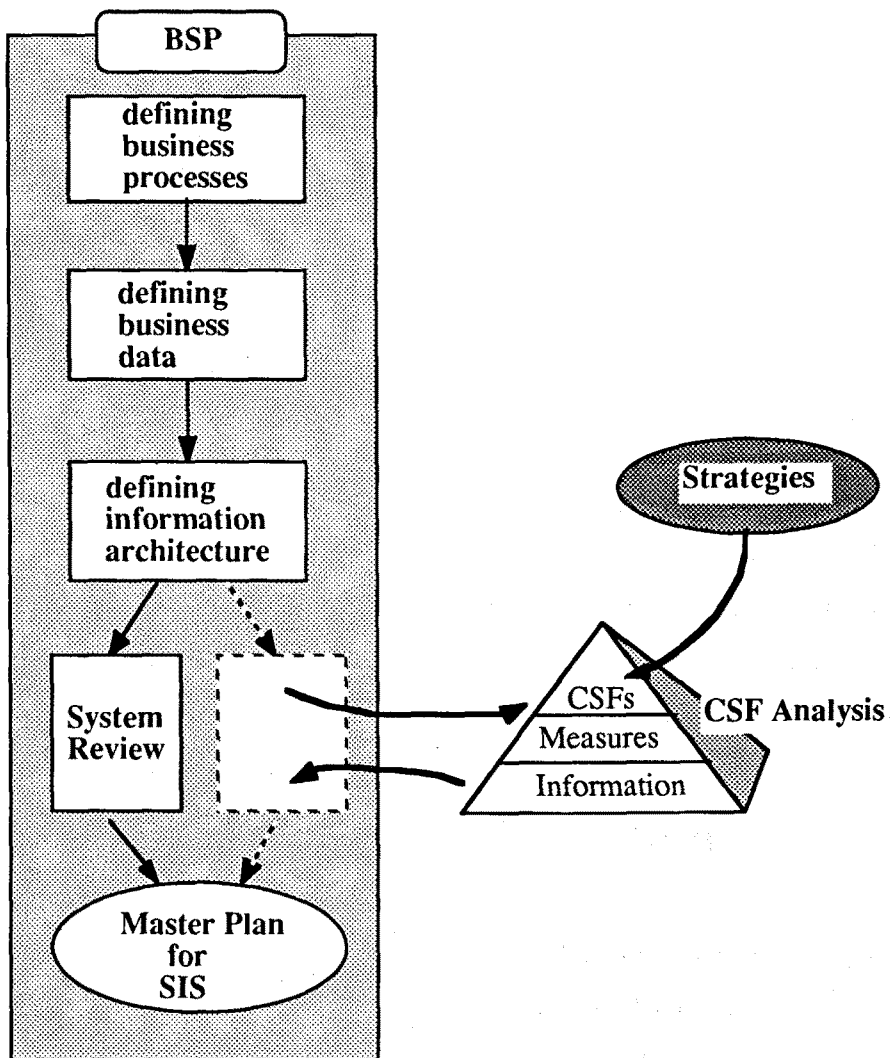 BSP
defining
business
processes
defining
business
data
defining
information
architecture
System
Review
Master Plan
for
SIS
Strategies
CSFs
Measures
Information
CSF Analysis